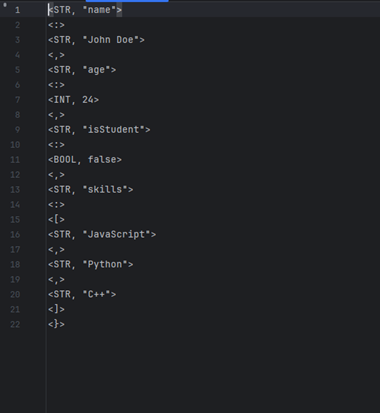 1 <STR, "name">
2 <:>
3 <STR, "John Doe">
4 <,>
5 <STR, "age">
6 <:>
7 <INT, 24>
8 <,>
9 <STR, "isStudent">
10 <:>
11 <BOOL, false>
12 <,>
13 <STR, "skills">
14 <:>
15 <[>
16 <STR, "JavaScript">
17 <,>
18 <STR, "Python">
19 <,>
20 <STR, "C++">
21 <]>
22 <}>